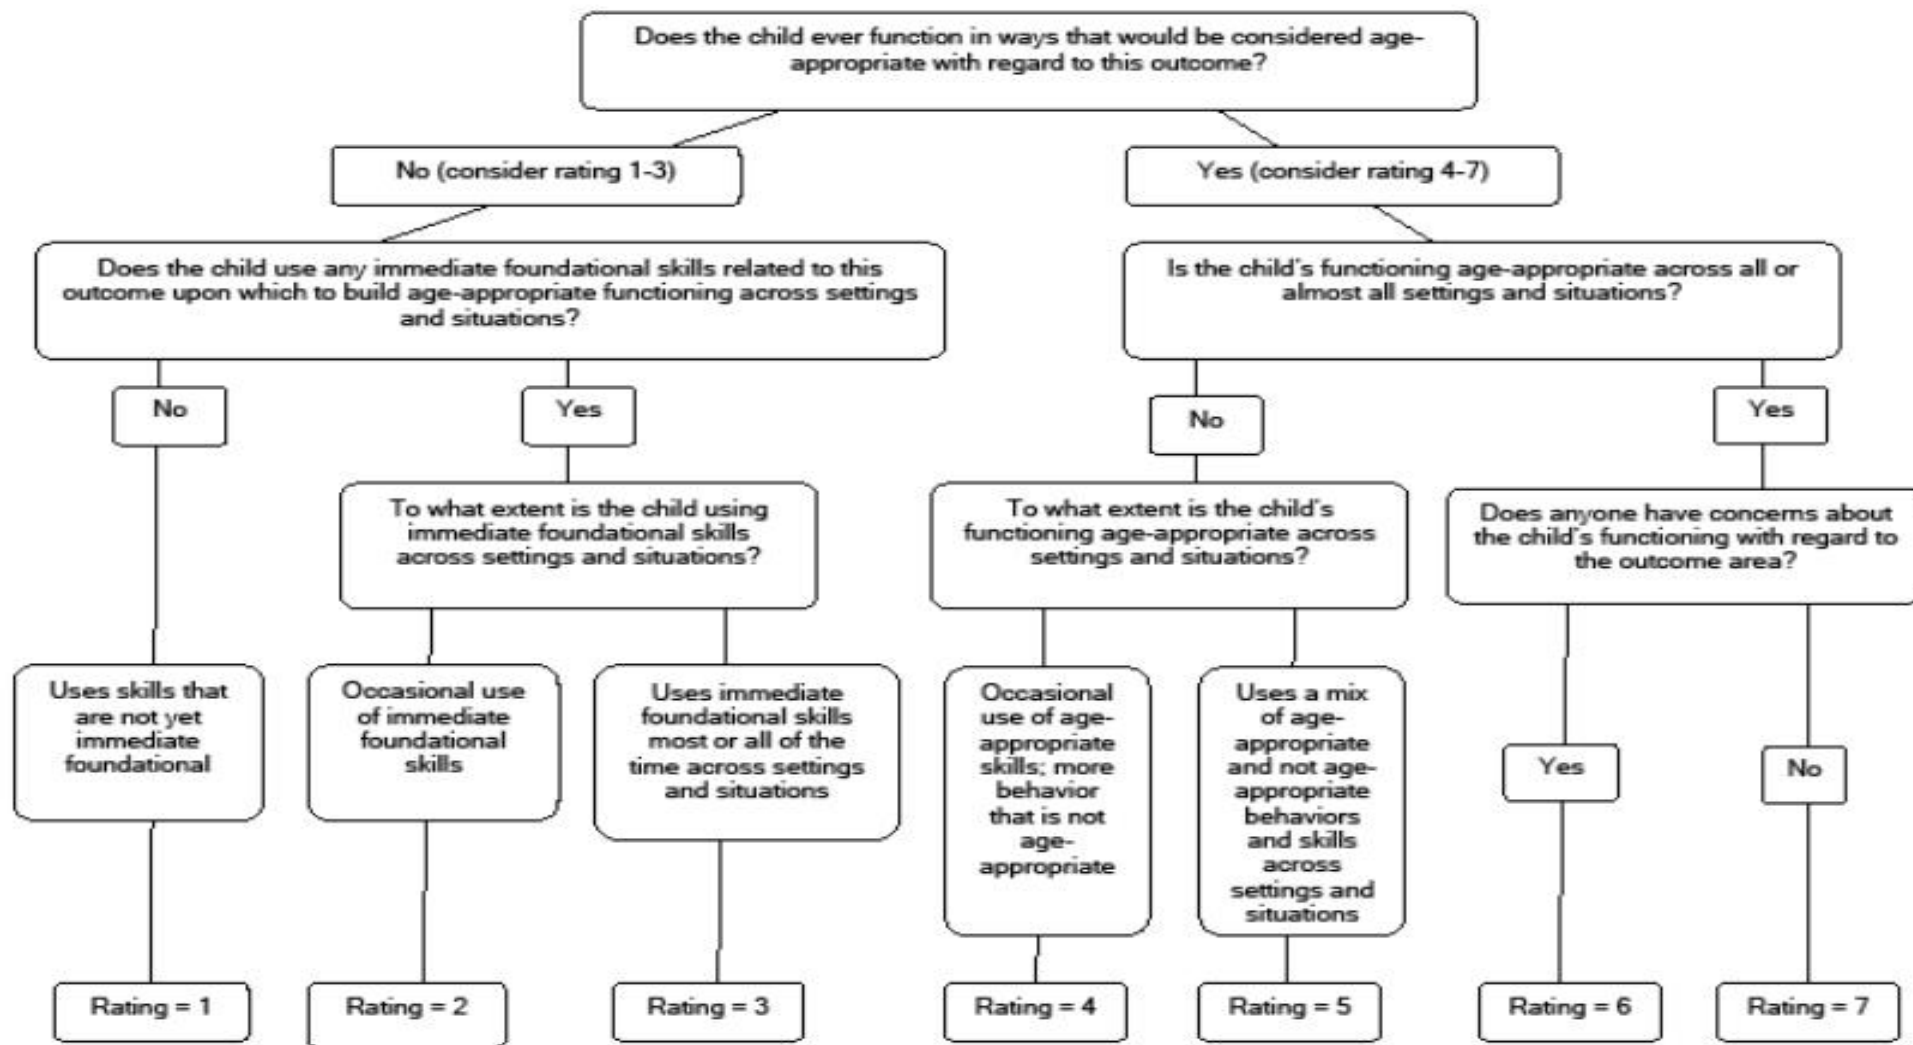 Does the child ever function in ways that would be considered age-
appropriate with regard to this outcome?
No (consider rating 1-3)
Yes (consider rating 4-7)
Does the child use any immediate foundational skills related to this
outcome upon which to build age-appropriate functioning across settings
and situations?
Is the child's functioning age-appropriate across all or
almost all settings and situations?
No
Yes
No
Yes
To what extent is the child using
immediate foundational skills
across settings and situations?
To what extent is the child's
functioning age-appropriate across
settings and situations?
Does anyone have concerns about
the child's functioning with regard to
the outcome area?
Uses skills that
are not yet
immediate
foundational
Occasional use
of immediate
foundational
skills
Uses immediate
foundational skills
most or all of the
time across settings
and situations
Occasional
use of age-
appropriate
skills; more
behavior
that is not
age-
appropriate
Uses a mix
of age-
appropriate
and not age-
appropriate
behaviors
and skills
across
settings and
situations
Yes
No
Rating = 1
Rating = 2
Rating = 3
Rating = 4
Rating = 5
Rating = 6
Rating = 7